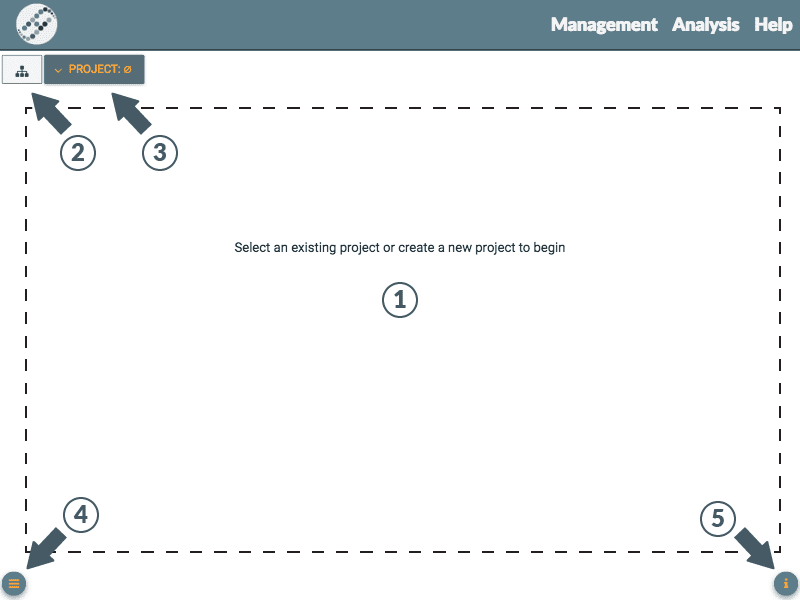 Management Analysis Help
PROJECT: ∅
2
3
Select an existing project or create a new project to begin
1
4
5
i